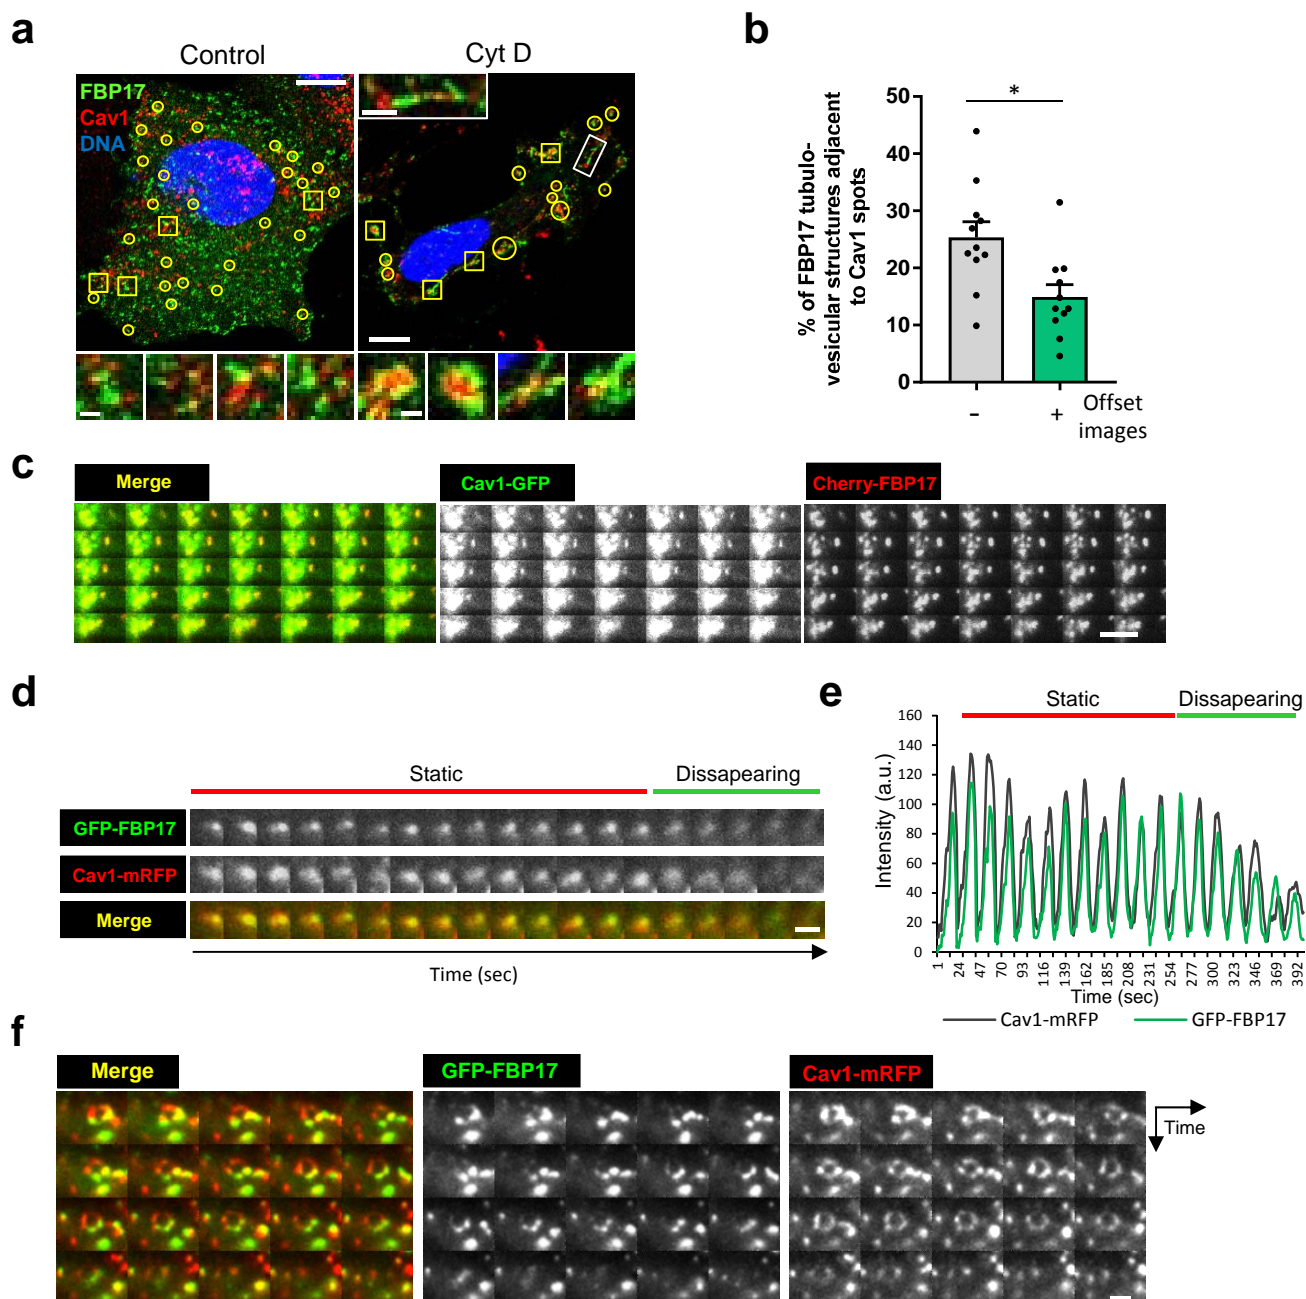 a
Control
Cyt D
FBP17
Cav1
DNA
b
*
% of FBP17 tubulo-
vesicular structures adjacent
to Cav1 spots
50
40
30
20
10
0
-
+
Offset
images
c
Merge
Cav1-GFP
Cherry-FBP17
d
Static
Dissapearing
GFP-FBP17
Cav1-mRFP
Merge
Time (sec)
e
Static
Dissapearing
Intensity (a.u.)
160
140
120
100
80
60
40
20
0
1 24 47 70 93 116 139 162 185 208 231 254 277 300 323 346 369 392
Time (sec)
Cav1-mRFP GFP-FBP17
f
Merge
GFP-FBP17
Cav1-mRFP
Time